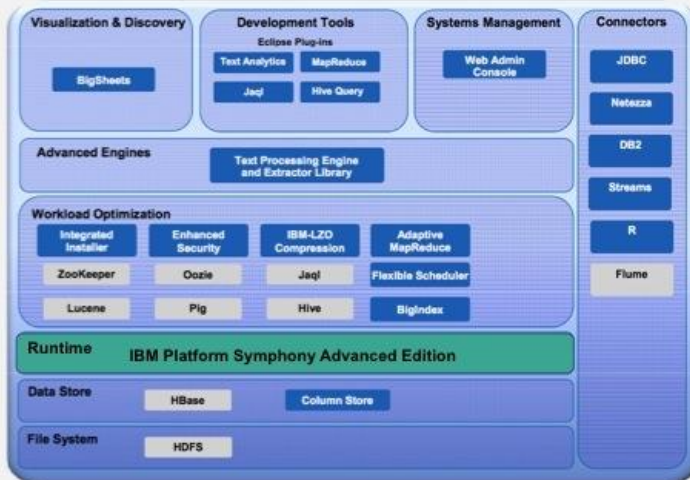 Visualization & Discovery
BigSheets
Development Tools
Eclipse Plug-ins
Text Analytics
MapReduce
Jaql
Hive Query
Systems Management
Web Admin
Console
Connectors
JDBC
Netezza
DB2
Streams
R
Flume
Advanced Engines
Text Processing Engine
and Extractor Library
Workload Optimization
Integrated
Installer
Enhanced
Security
IBM-LZO
Compression
Adaptive
MapReduce
ZooKeeper
Oozie
Jaql
Flexible Scheduler
Lucene
Pig
Hive
BigIndex
Runtime
IBM Platform Symphony Advanced Edition
Data Store
HBase
Column Store
File System
HDFS